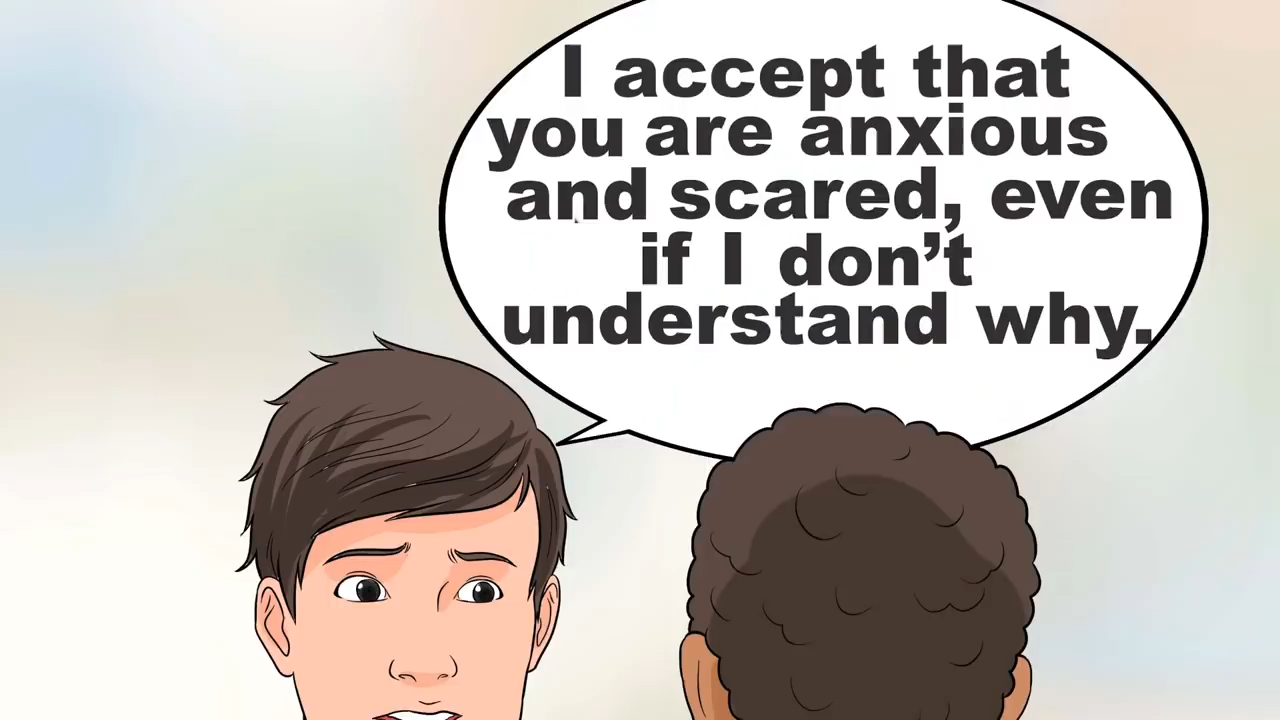 I accept that
you are anxious
and scared, even
if I don’t
understand why.